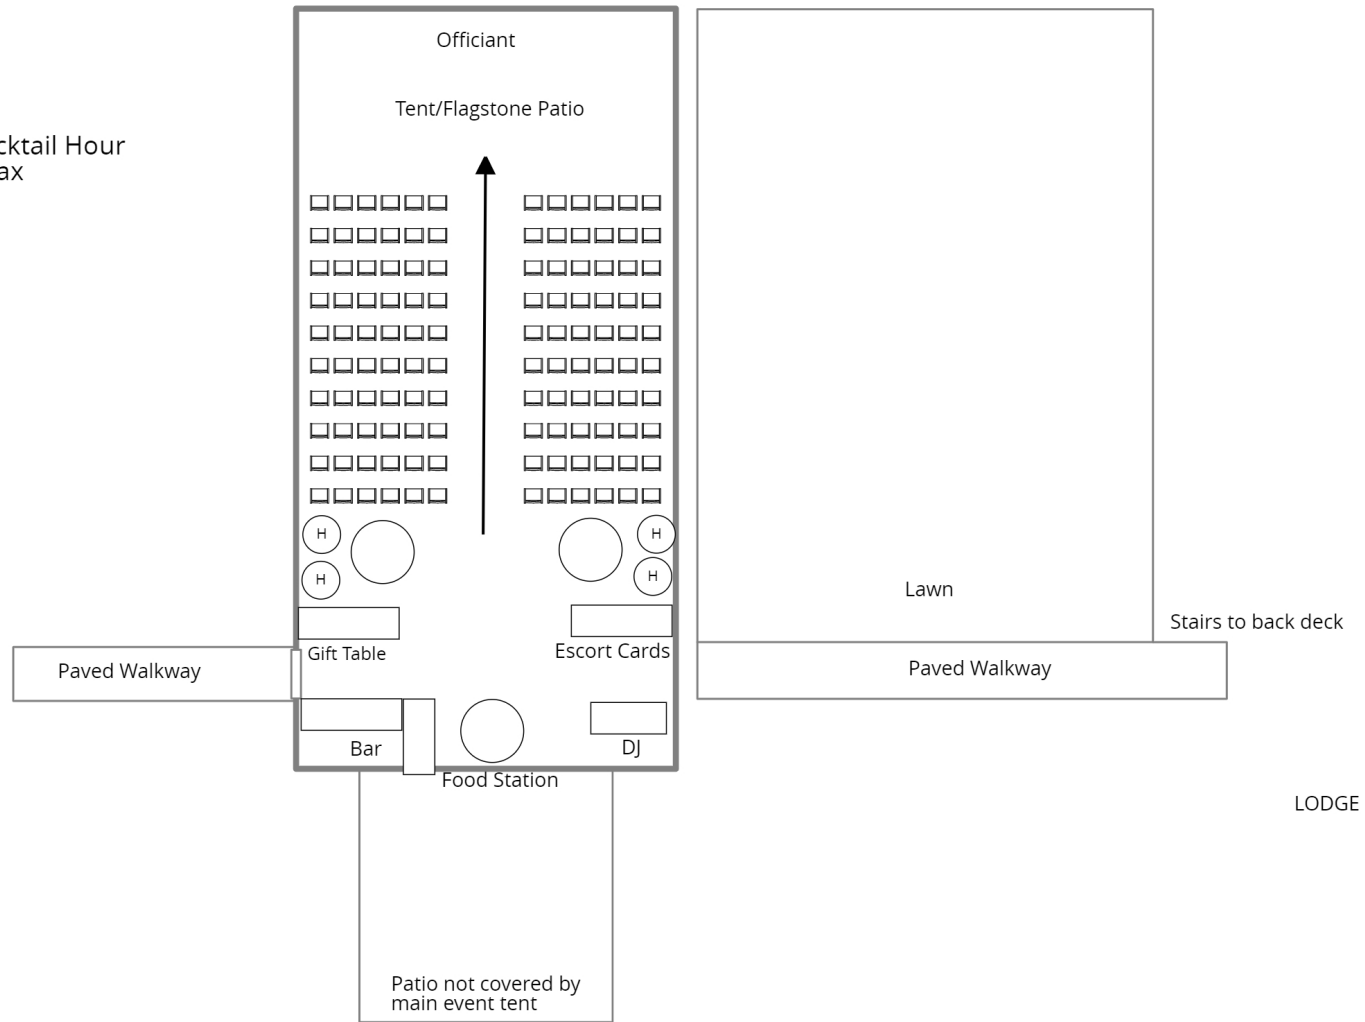 Officiant
Tent/Flagstone Patio
Hour
H
H
H
H
Lawn
Stairs to back deck
Gift Table
Escort Cards
Paved Walkway
Paved Walkway
Bar
DJ
Food Station
LODGE
Patio not covered by
main event tent